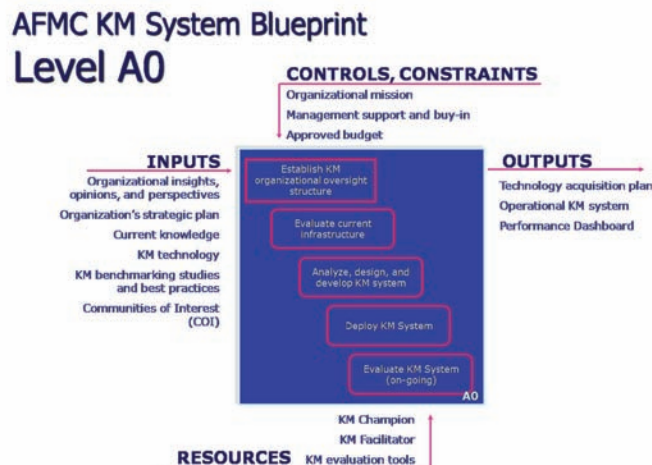 AFMC KM System Blueprint
Level A0
CONTROLS, CONSTRAINTS
Organizational mission
Management support and buy-in
Approved budget
INPUTS
Organizational insights,
opinions, and perspectives
Organization's strategic plan
Current knowledge
KM technology
KM benchmarking studies
and best practices
Communities of Interest
(COI)
Establish KM
organizational oversight
structure
Evaluate current
infrastructure
Analyze, design, and
develop KM system
Deploy KM System
Evaluate KM System
(on-going)
A0
OUTPUTS
Technology acquisition plan
Operational KM system
Performance Dashboard
RESOURCES
KM Champion
KM Facilitator
KM evaluation tools